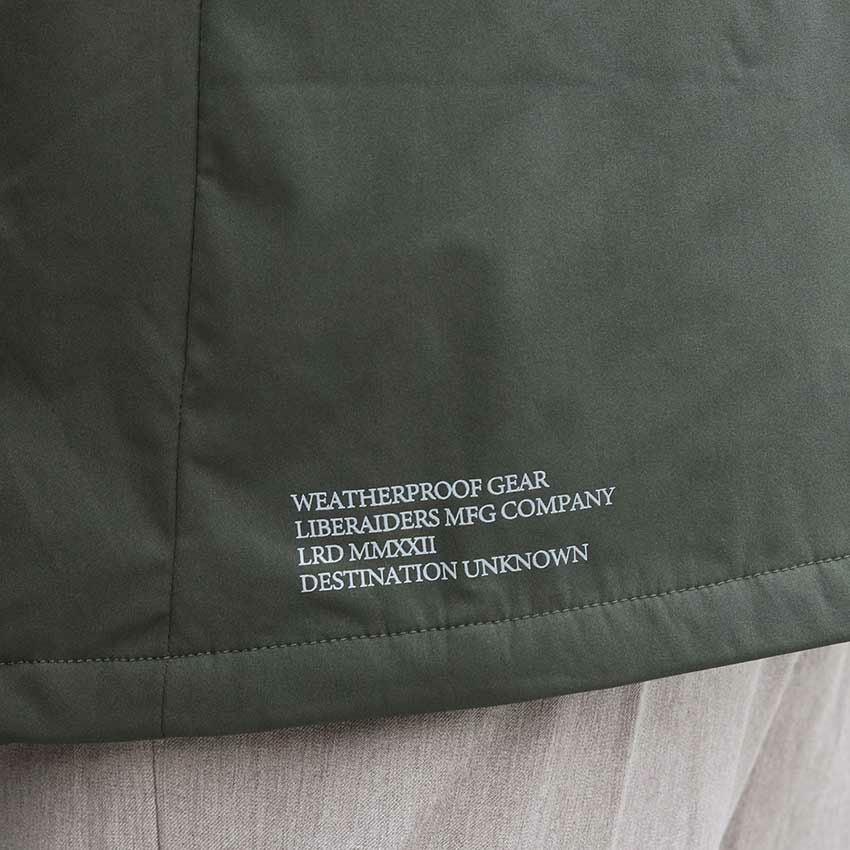 WEATHERPROOF GEAR
LIBERAIDERS MFG COMPANY
LRD MMXXII
DESTINATION UNKNOWN